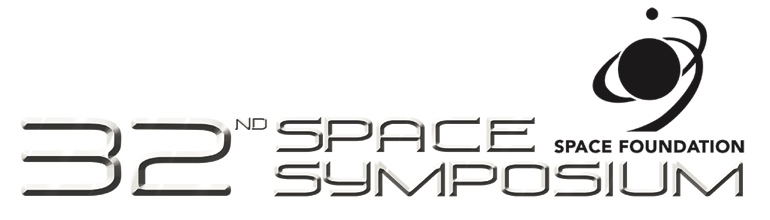 32ND SPACE
SPACE FOUNDATION
SYMPOSIUM